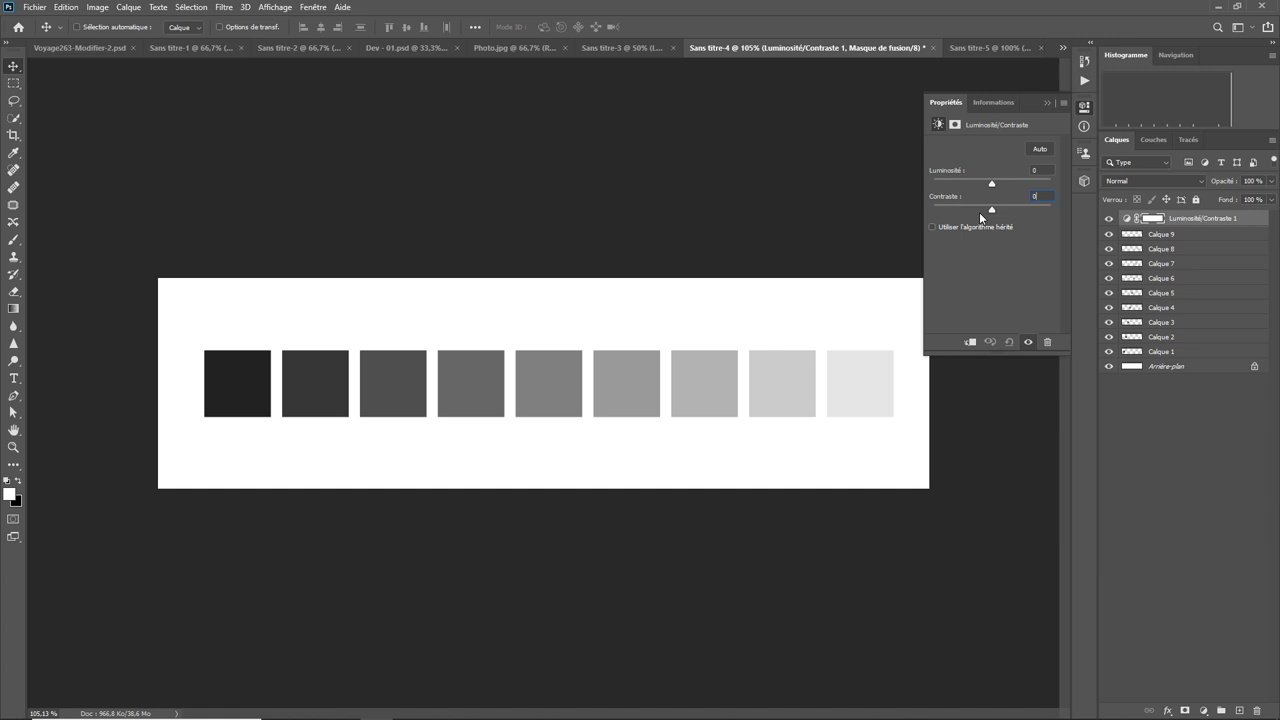 Ps Fichier Edition Image Calque Texte Sélection Filtre 3D Affichage Fenêtre Aide
Sélection automatique : Calque Options de transf. Mode 3D :
Voyage263-Modifier-2.psd × Sans titre-1 @ 66,7% (... × Sans titre-2 @ 66,7% (... × Dev - 01.psd @ 33,3%... × Photo.jpg @ 66,7% (R... × Sans titre-3 @ 50% (L... × Sans titre-4 @ 105% (Luminosité/Contraste 1, Masque de fusion/8) * × Sans titre-5 @ 100% (... ×
Histogramme Navigation
Propriétés Informations
Luminosité/Contraste
Auto
Luminosité : 0
Contraste : 0
Utiliser l'algorithme hérité
Calques Couches Tracés
Type
Normal Opacité : 100 %
Verrou : Fond : 100 %
Luminosité/Contraste 1
Calque 9
Calque 8
Calque 7
Calque 6
Calque 5
Calque 4
Calque 3
Calque 2
Calque 1
Arrière-plan
105,13 % Doc : 966,8 Ko/38,6 Mo